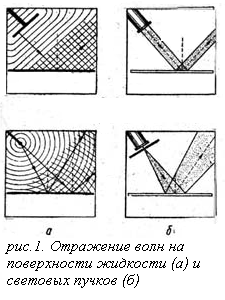 а б
рис.1. Отражение волн на
поверхности жидкости (а) и
световых пучков (б)